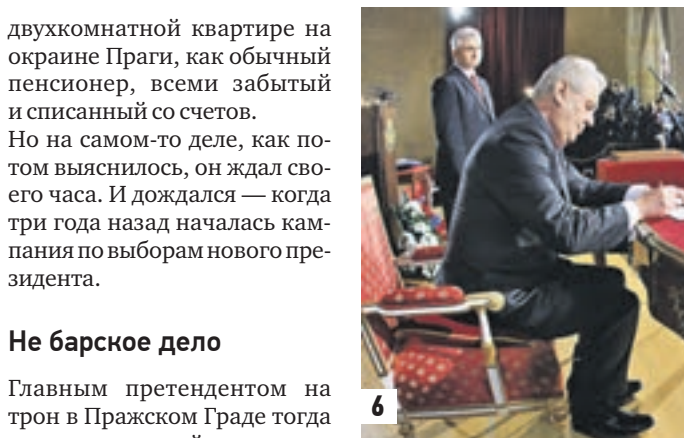 двухкомнатной квартире на
окраине Праги, как обычный
пенсионер, всеми забытый
и списанный со счетов.
Но на самом-то деле, как по-
том выяснилось, он ждал сво-
его часа. И дождался — когда
три года назад началась кам-
пания по выборам нового пре-
зидента.
Не барское дело
Главным претендентом на
трон в Пражском Граде тогда
6